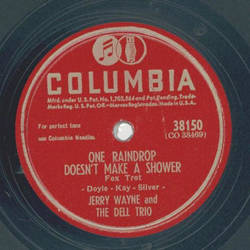 COLUMBIA
Mfd. under U.S. Pat. No. 1,702,564 and Pat. Pending, Trade-
Marks Reg. U.S. Pat. Off.—Marcas Registradas. Made in U.S.A.
For perfect tone
use Columbia Needles.
38150
(CO 33469)
ONE RAINDROP
DOESN'T MAKE A SHOWER
Fox Trot
-Doyle-Kay-Silver-
JERRY WAYNE and
THE DELL TRIO